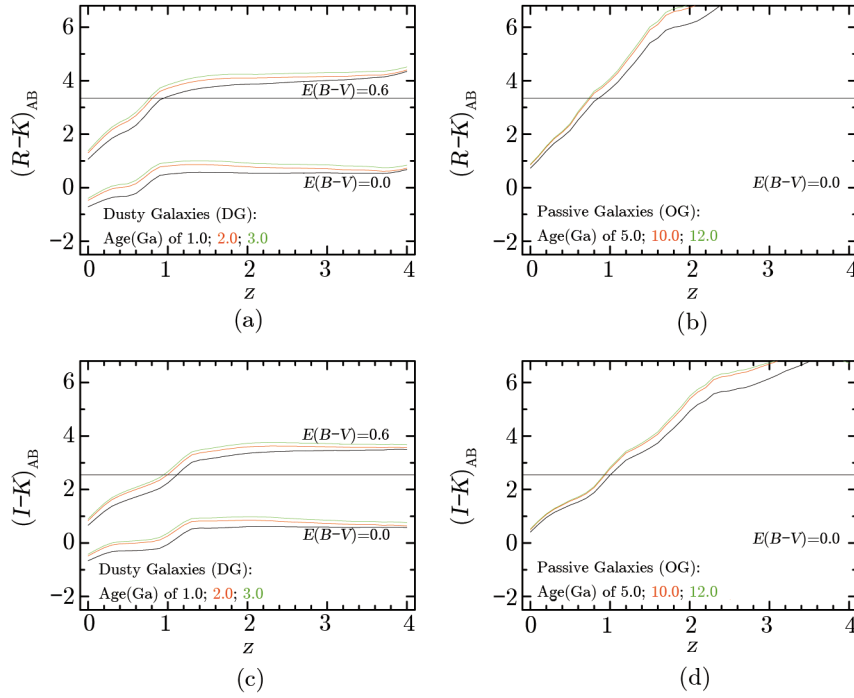 6
4
2
0
−2
(R−K)AB
E(B−V)=0.6
E(B−V)=0.0
Dusty Galaxies (DG):
Age(Ga) of 1.0; 2.0; 3.0
0 1 2 3 4
z
(a)
6
4
2
0
−2
(R−K)AB
E(B−V)=0.0
Passive Galaxies (OG):
Age(Ga) of 5.0; 10.0; 12.0
0 1 2 3 4
z
(b)
6
4
2
0
−2
(I−K)AB
E(B−V)=0.6
E(B−V)=0.0
Dusty Galaxies (DG):
Age(Ga) of 1.0; 2.0; 3.0
0 1 2 3 4
z
(c)
6
4
2
0
−2
(I−K)AB
E(B−V)=0.0
Passive Galaxies (OG):
Age(Ga) of 5.0; 10.0; 12.0
0 1 2 3 4
z
(d)